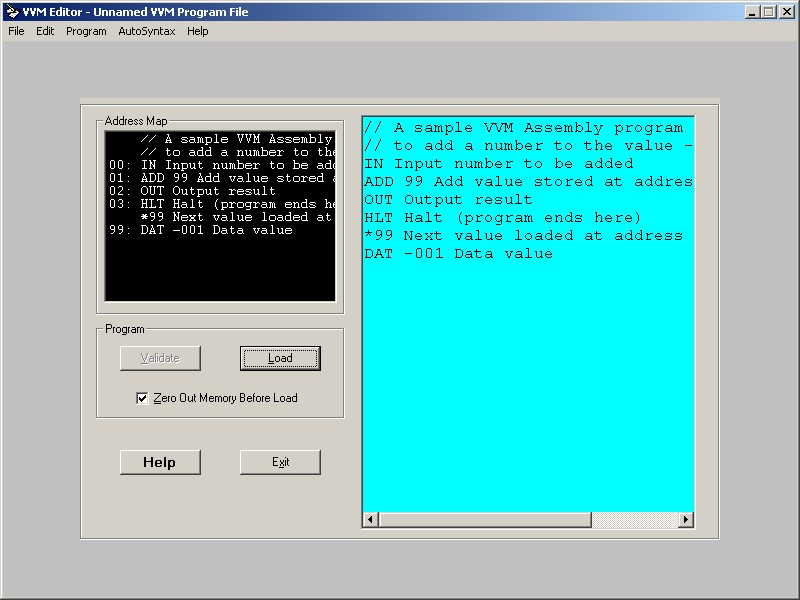 VVM Editor - Unnamed VVM Program File
File Edit Program AutoSyntax Help
Address Map
// A sample VVM Assembly
// to add a number to the
00: IN Input number to be
01: ADD 99 Add value stored
02: OUT Output result
03: HLT Halt (program ends
*99 Next value loaded at
99: DAT -001 Data value
Program
Validate Load
Zero Out Memory Before Load
Help Exit
// A sample VVM Assembly program
// to add a number to the value -
IN Input number to be added
ADD 99 Add value stored at addres
OUT Output result
HLT Halt (program ends here)
*99 Next value loaded at address
DAT -001 Data value